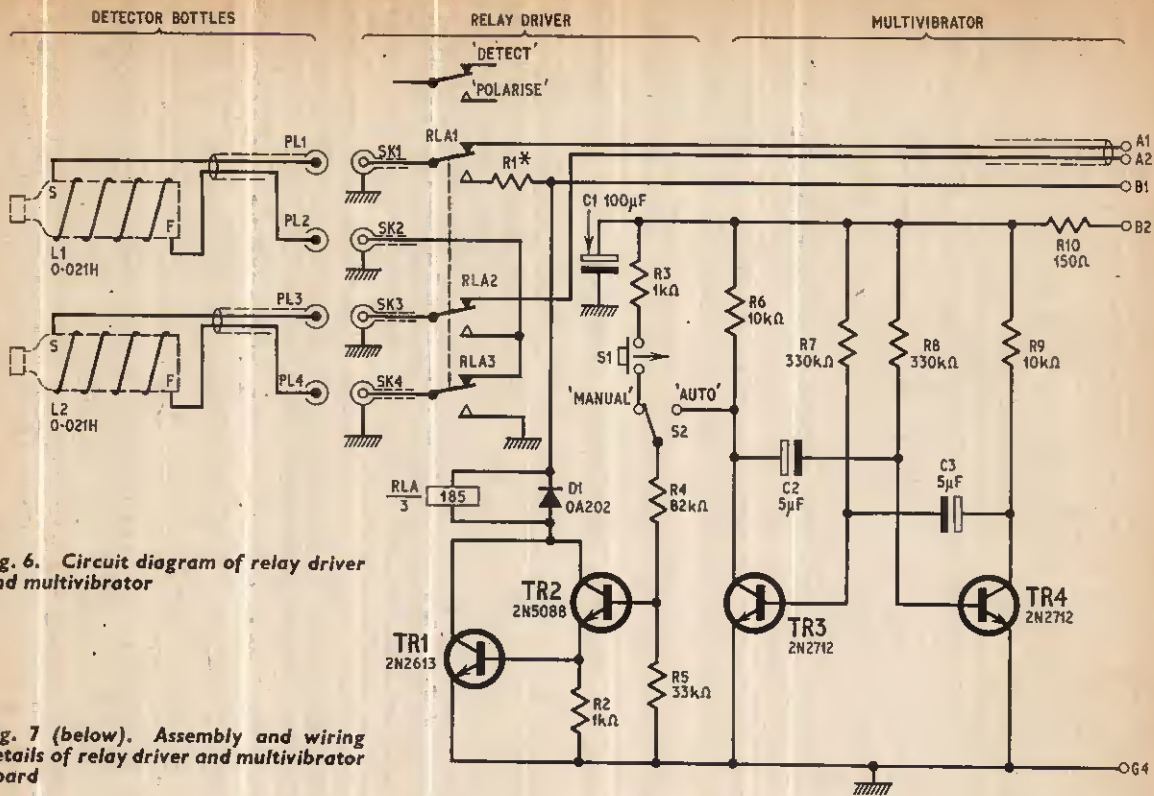 DETECTOR BOTTLES
RELAY DRIVER
MULTIVIBRATOR
'DETECT'
'POLARISE'
PL1
SK1
RLA1
R1*
A1
A2
B1
B2
S
F
L1
0·021H
PL2
SK2
C1 100µF
R3
1kΩ
R10
150Ω
RLA2
PL3
SK3
R6
10kΩ
R7
330kΩ
R8
330kΩ
R9
10kΩ
S
F
L2
0·021H
PL4
SK4
RLA3
S1
'MANUAL'
'AUTO'
S2
RLA
3
185
D1
OA202
R4
82kΩ
C2
5µF
C3
5µF
g. 6. Circuit diagram of relay driver
nd multivibrator
TR2
2N5088
TR1
2N2613
TR3
2N2712
TR4
2N2712
R2
1kΩ
R5
33kΩ
g. 7 (below). Assembly and wiring
etails of relay driver and multivibrator
oard
G4